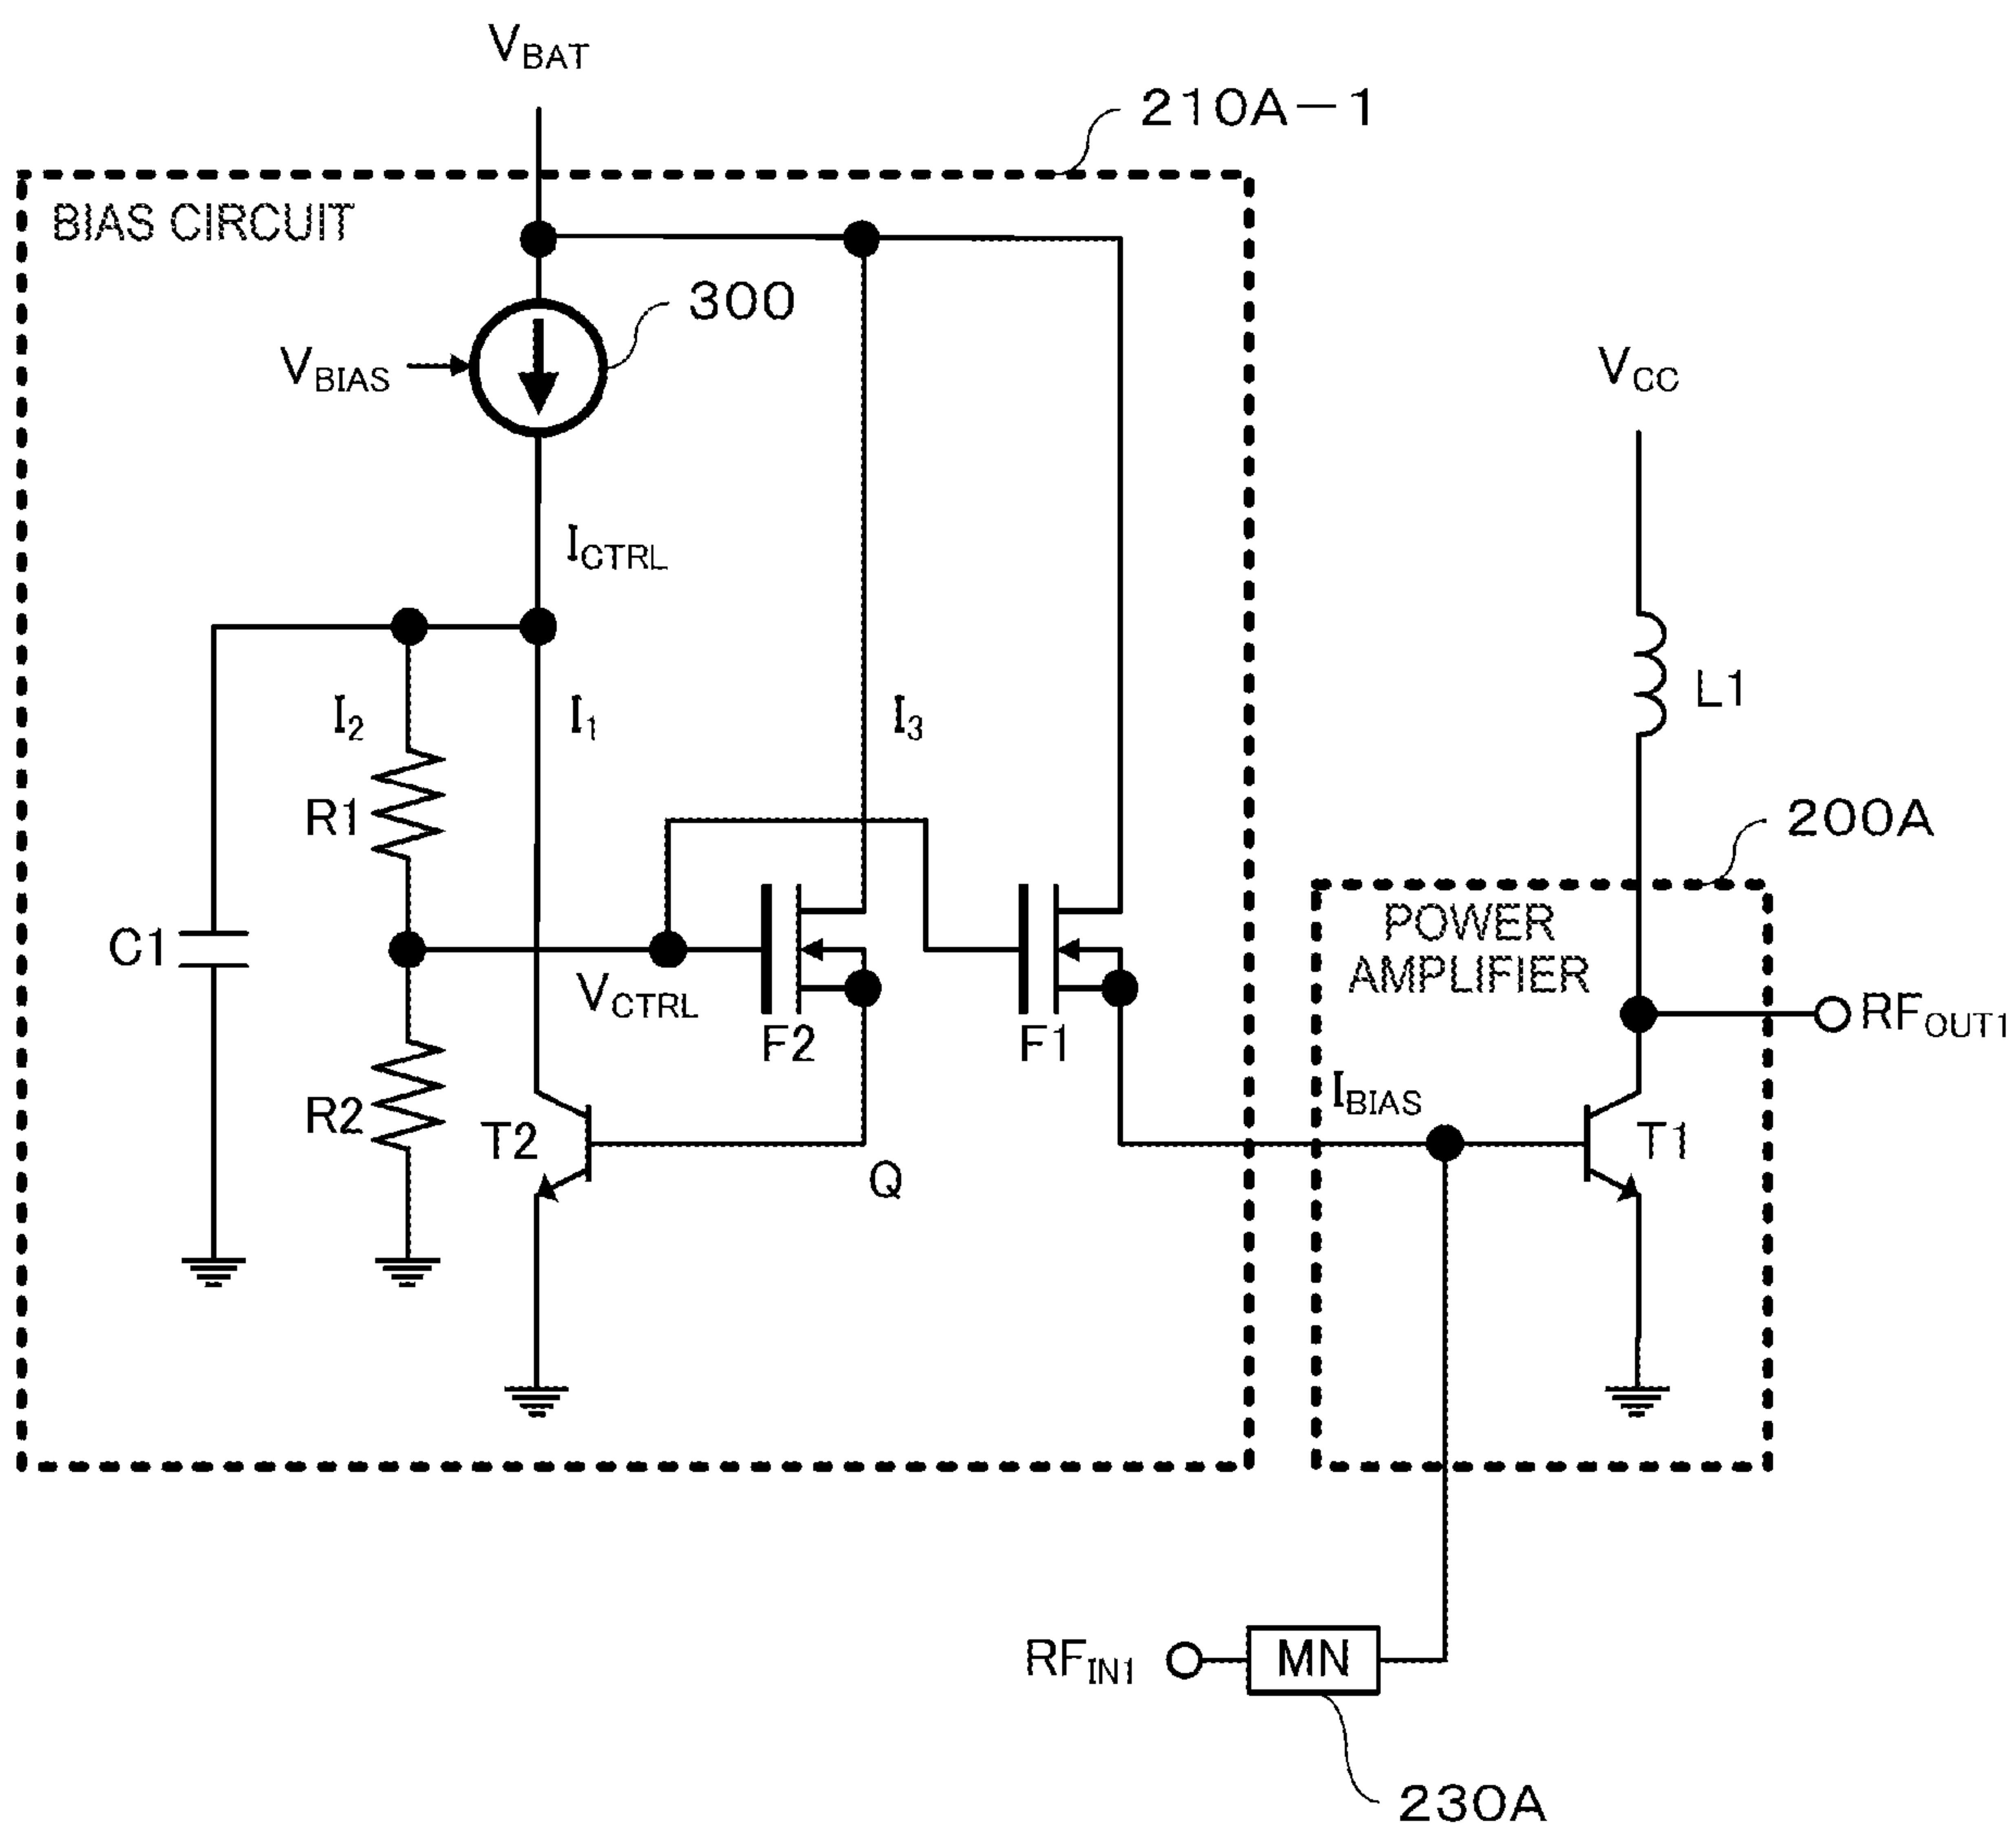 VBAT
210A-1
BIAS CIRCUIT
300
VBIAS
VCC
ICTRL
I2
I1
I3
L1
R1
200A
POWER
AMPLIFIER
C1
VCTRL
RFOUT1
F2
F1
IBIAS
R2
T2
T1
Q
RFIN1
MN
230A